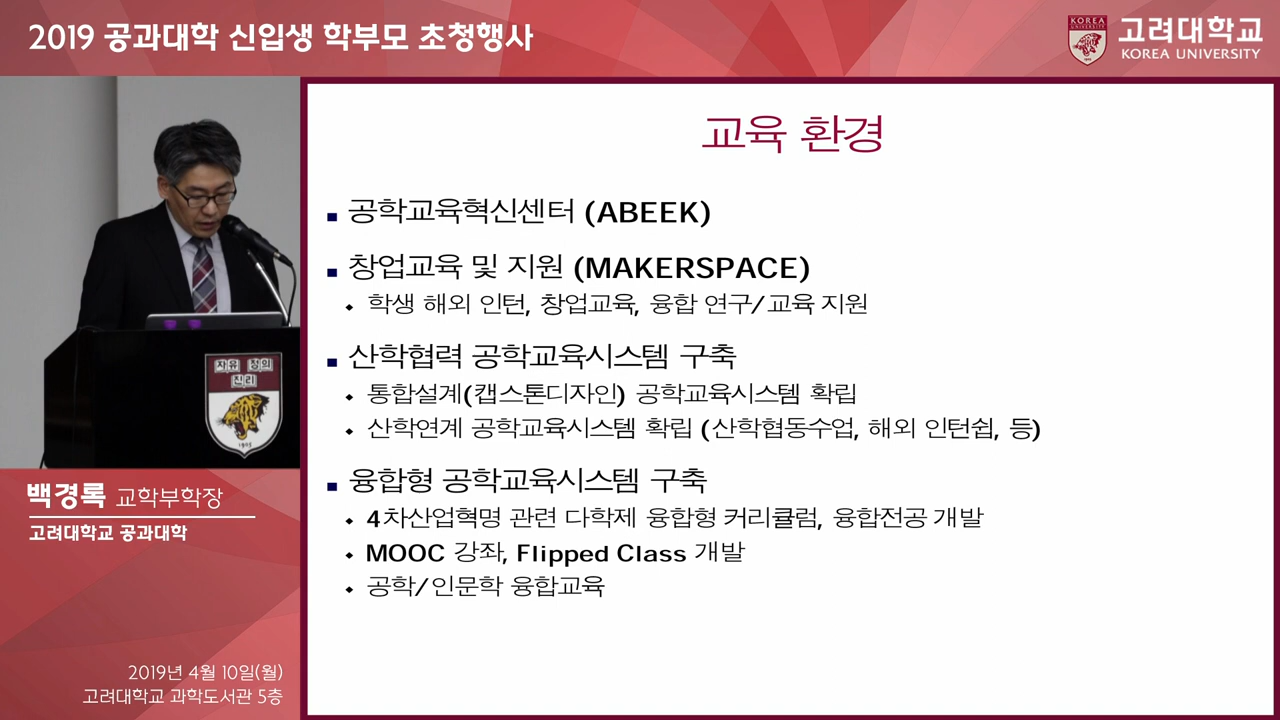 2019 공과대학 신입생 학부모 초청행사
KOREA
UNIVERSITY
1905
고려대학교
KOREA UNIVERSITY
자유 정의
진리
1905
백경록 교학부학장
고려대학교 공과대학
2019년 4월 10일(월)
고려대학교 과학도서관 5층
교육 환경
▪ 공학교육혁신센터 (ABEEK)
▪ 창업교육 및 지원 (MAKERSPACE)
⬩ 학생 해외 인턴, 창업교육, 융합 연구/교육 지원
▪ 산학협력 공학교육시스템 구축
⬩ 통합설계(캡스톤디자인) 공학교육시스템 확립
⬩ 산학연계 공학교육시스템 확립 (산학협동수업, 해외 인턴쉽, 등)
▪ 융합형 공학교육시스템 구축
⬩ 4차산업혁명 관련 다학제 융합형 커리큘럼, 융합전공 개발
⬩ MOOC 강좌, Flipped Class 개발
⬩ 공학/인문학 융합교육